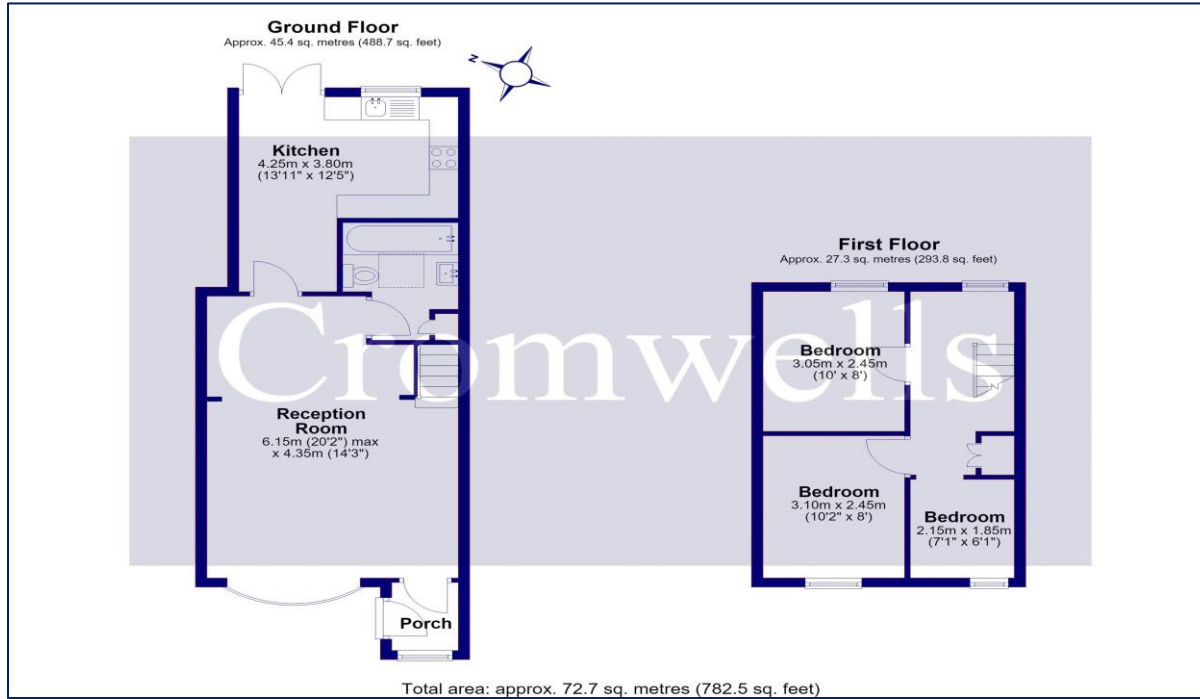 Ground Floor
Approx. 45.4 sq. metres (488.7 sq. feet)
N
Kitchen
4.25m x 3.80m
(13'11" x 12'5")
First Floor
Approx. 27.3 sq. metres (293.8 sq. feet)
Cromwells
Bedroom
3.05m x 2.45m
(10' x 8')
Reception
Room
6.15m (20'2") max
x 4.35m (14'3")
Bedroom
3.10m x 2.45m
(10'2" x 8')
Bedroom
2.15m x 1.85m
(7'1" x 6'1")
Porch
Total area: approx. 72.7 sq. metres (782.5 sq. feet)